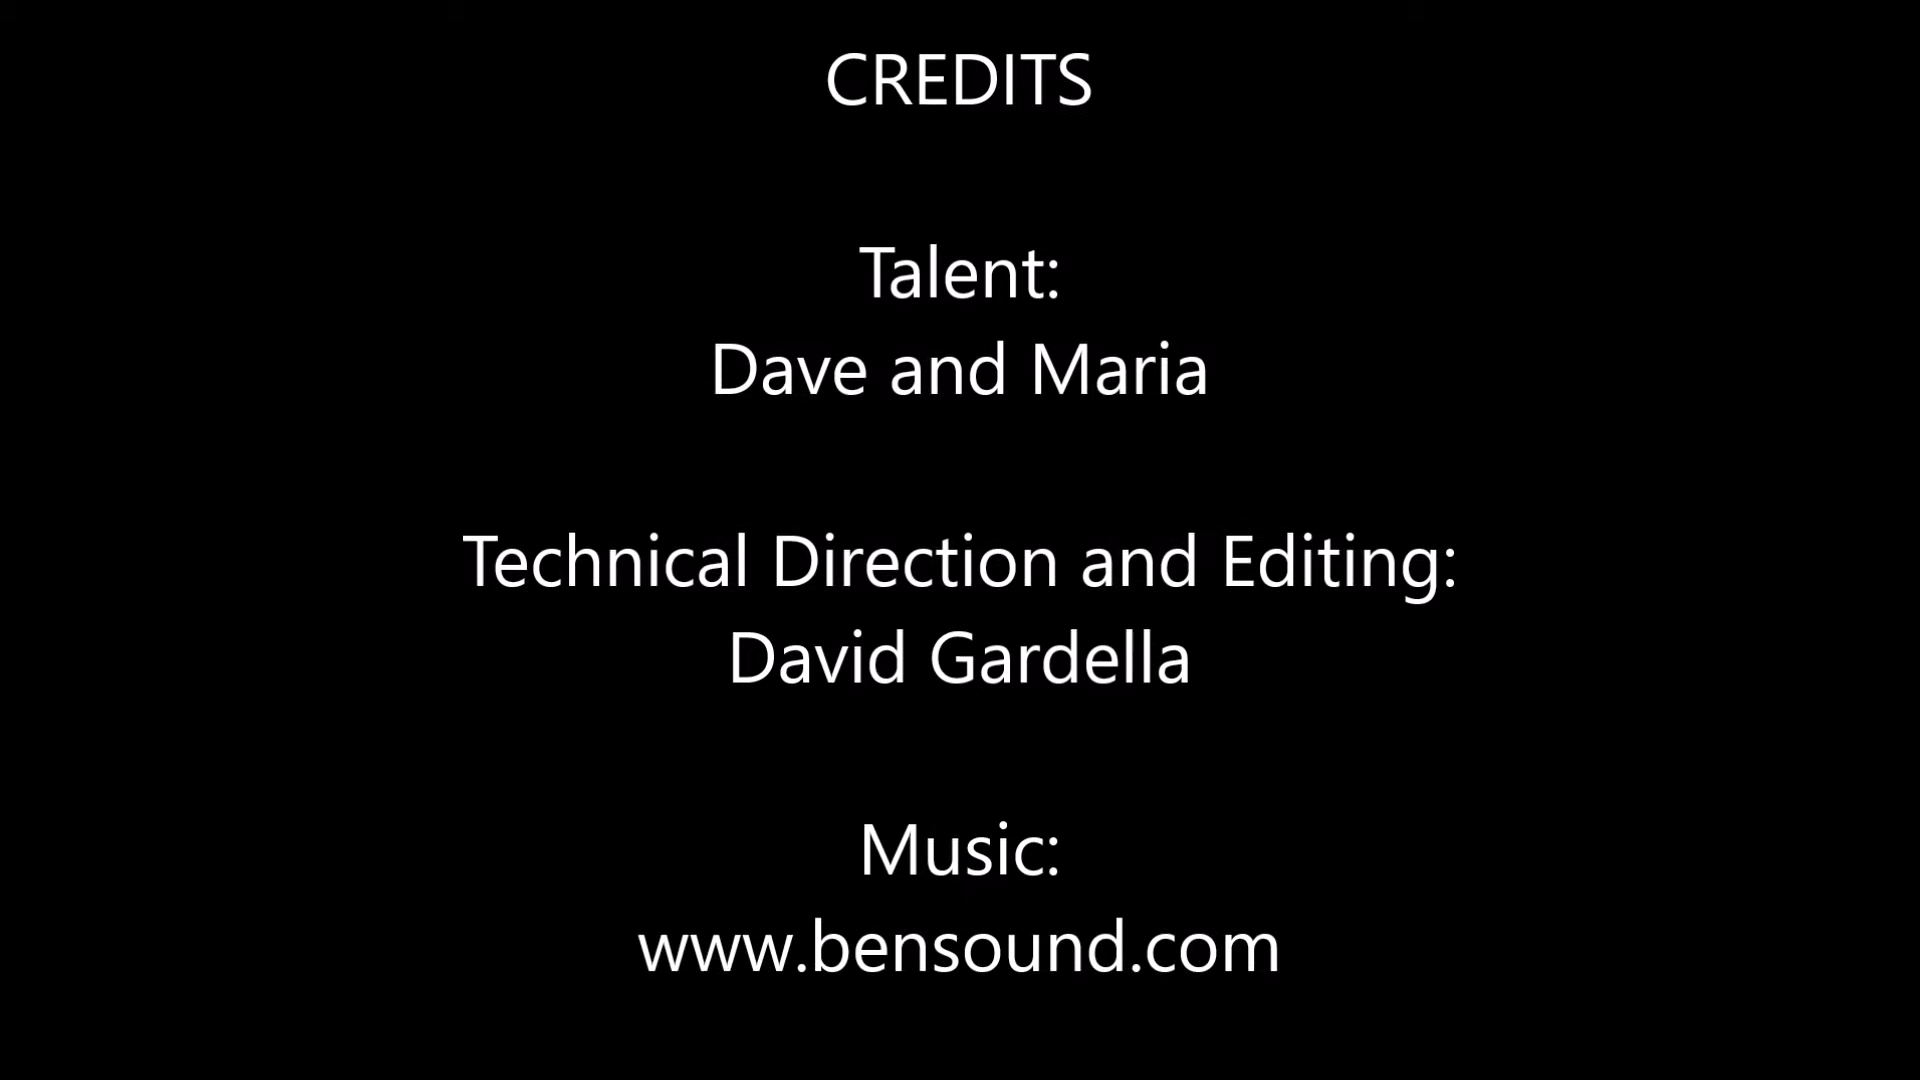 CREDITS
Talent:
Dave and Maria
Technical Direction and Editing:
David Gardella
Music:
www.bensound.com